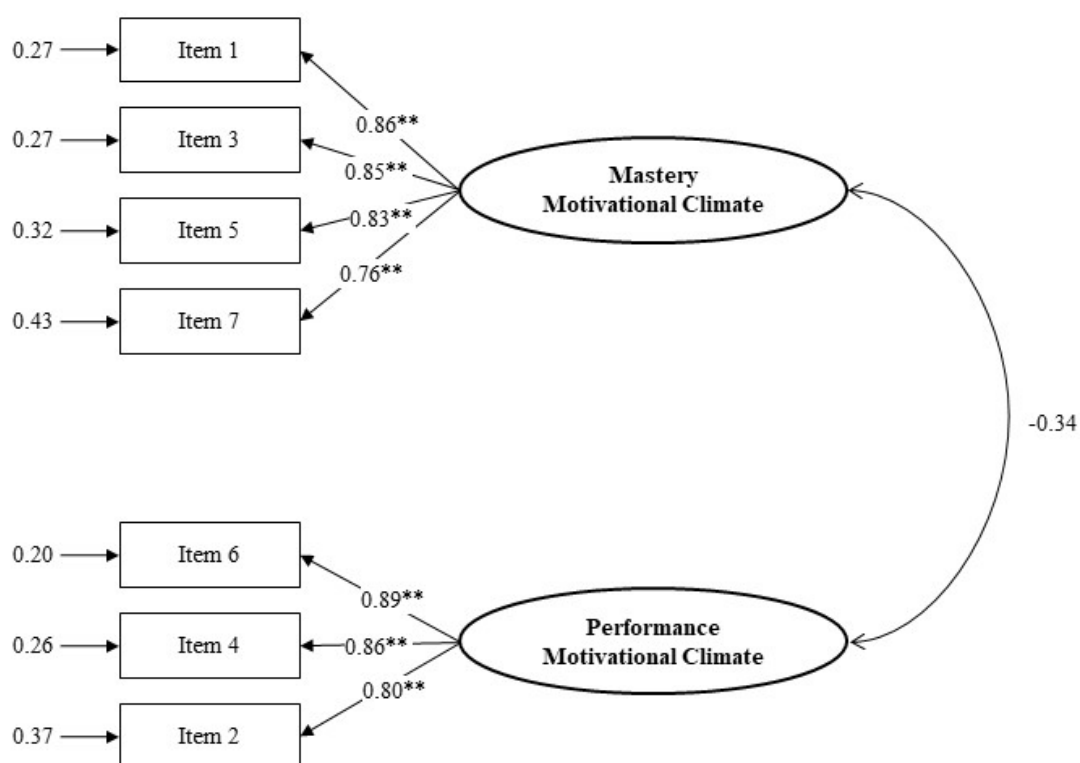 0.27
Item 1
0.86**
0.27
Item 3
0.85**
Mastery
Motivational Climate
0.32
Item 5
0.83**
0.43
Item 7
0.76**
-0.34
0.20
Item 6
0.89**
0.26
Item 4
0.86**
Performance
Motivational Climate
0.37
Item 2
0.80**